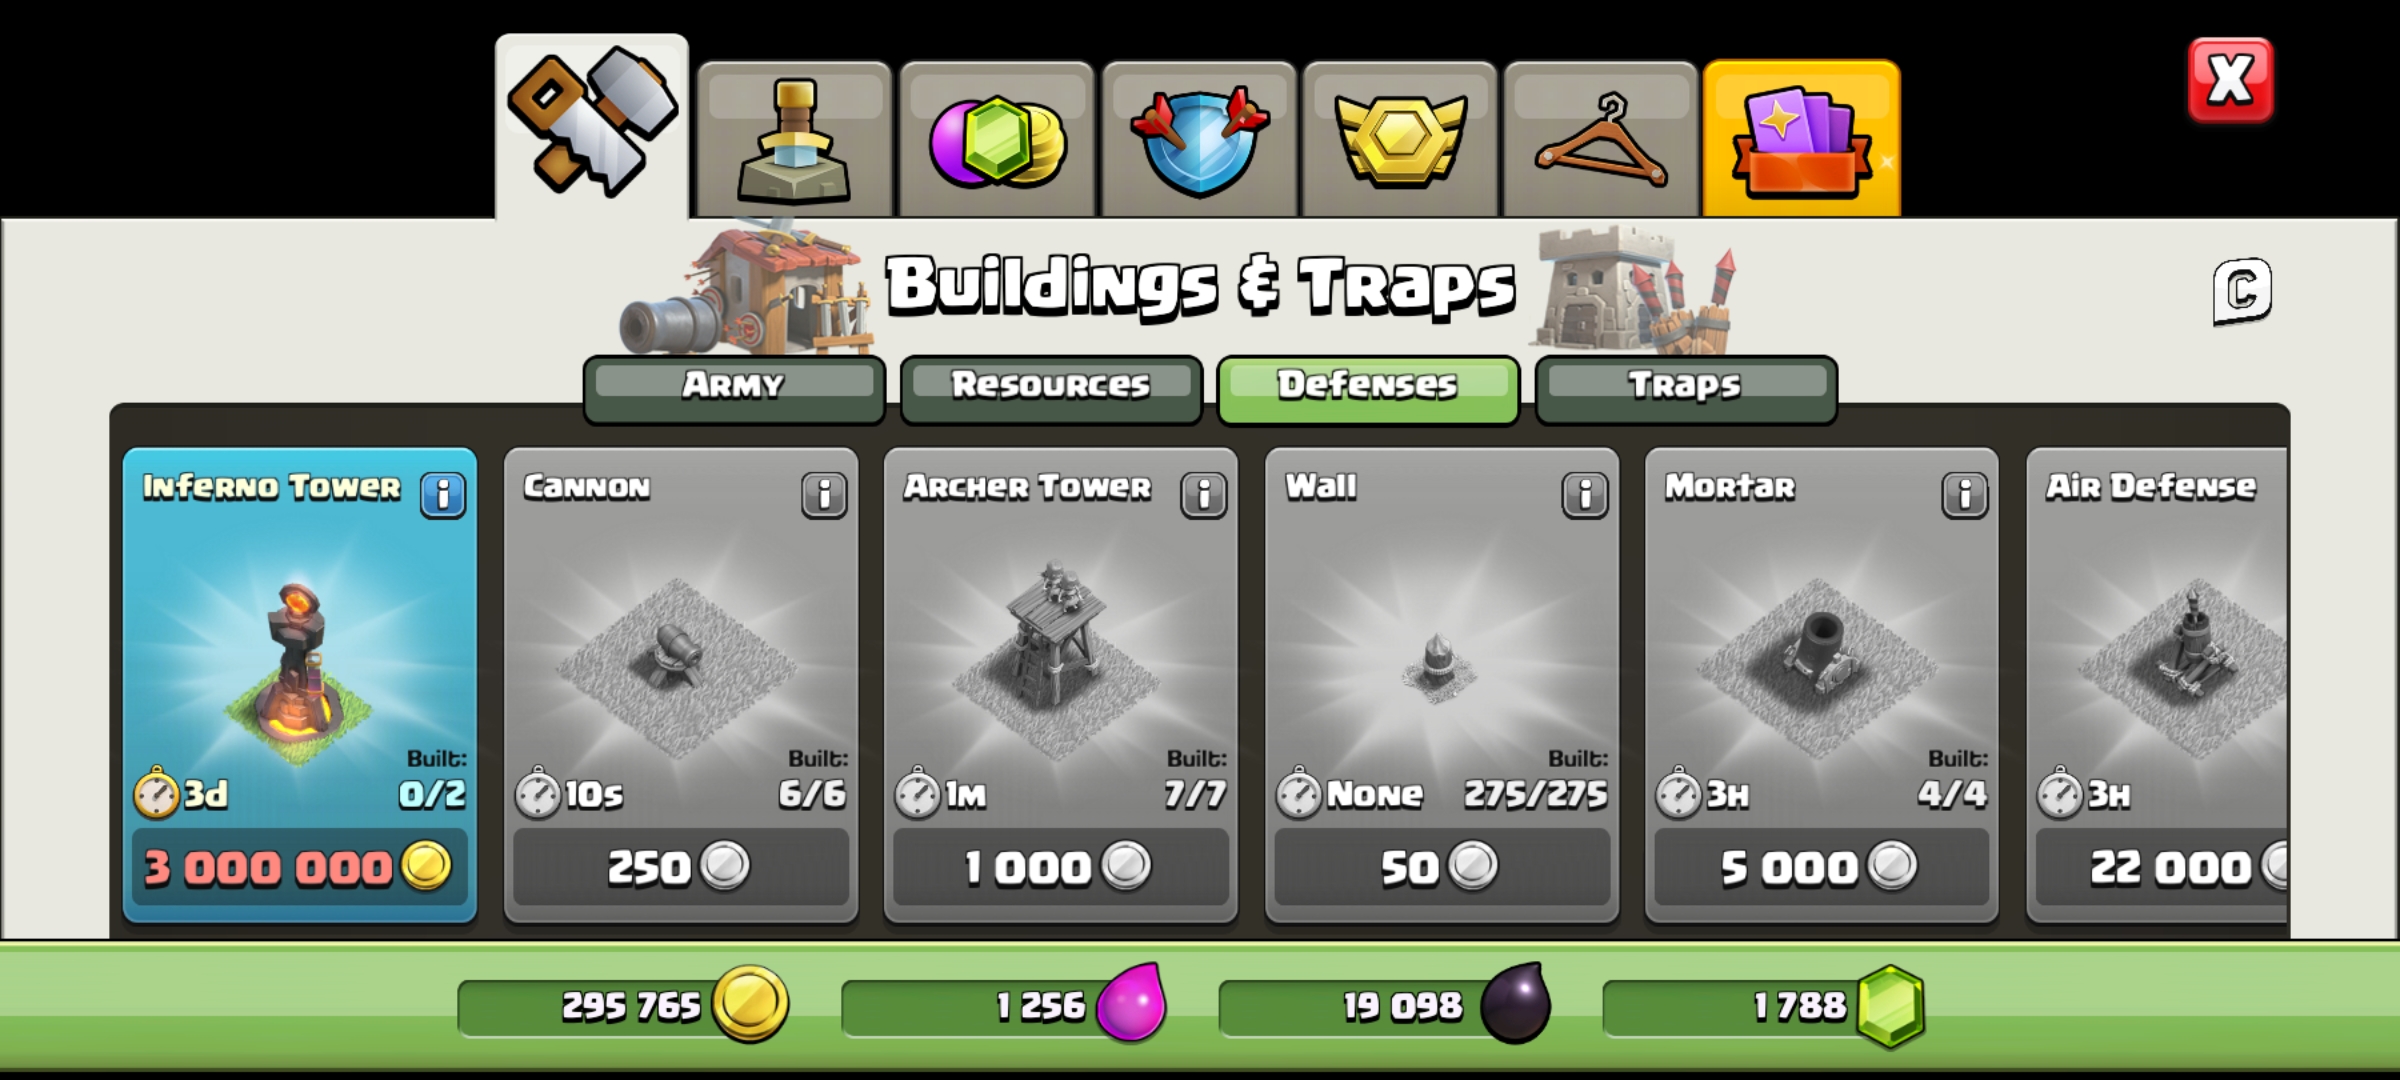 X
Buildings & Traps
C
Army
Resources
Defenses
Traps
Inferno Tower
i
Built:
3d
0/2
3 000 000
Cannon
i
Built:
10s
6/6
250
Archer Tower
i
Built:
1m
7/7
1 000
Wall
i
Built:
None
275/275
50
Mortar
i
Built:
3h
4/4
5 000
Air Defense
3h
22 000
295 765
1 256
19 098
1 788